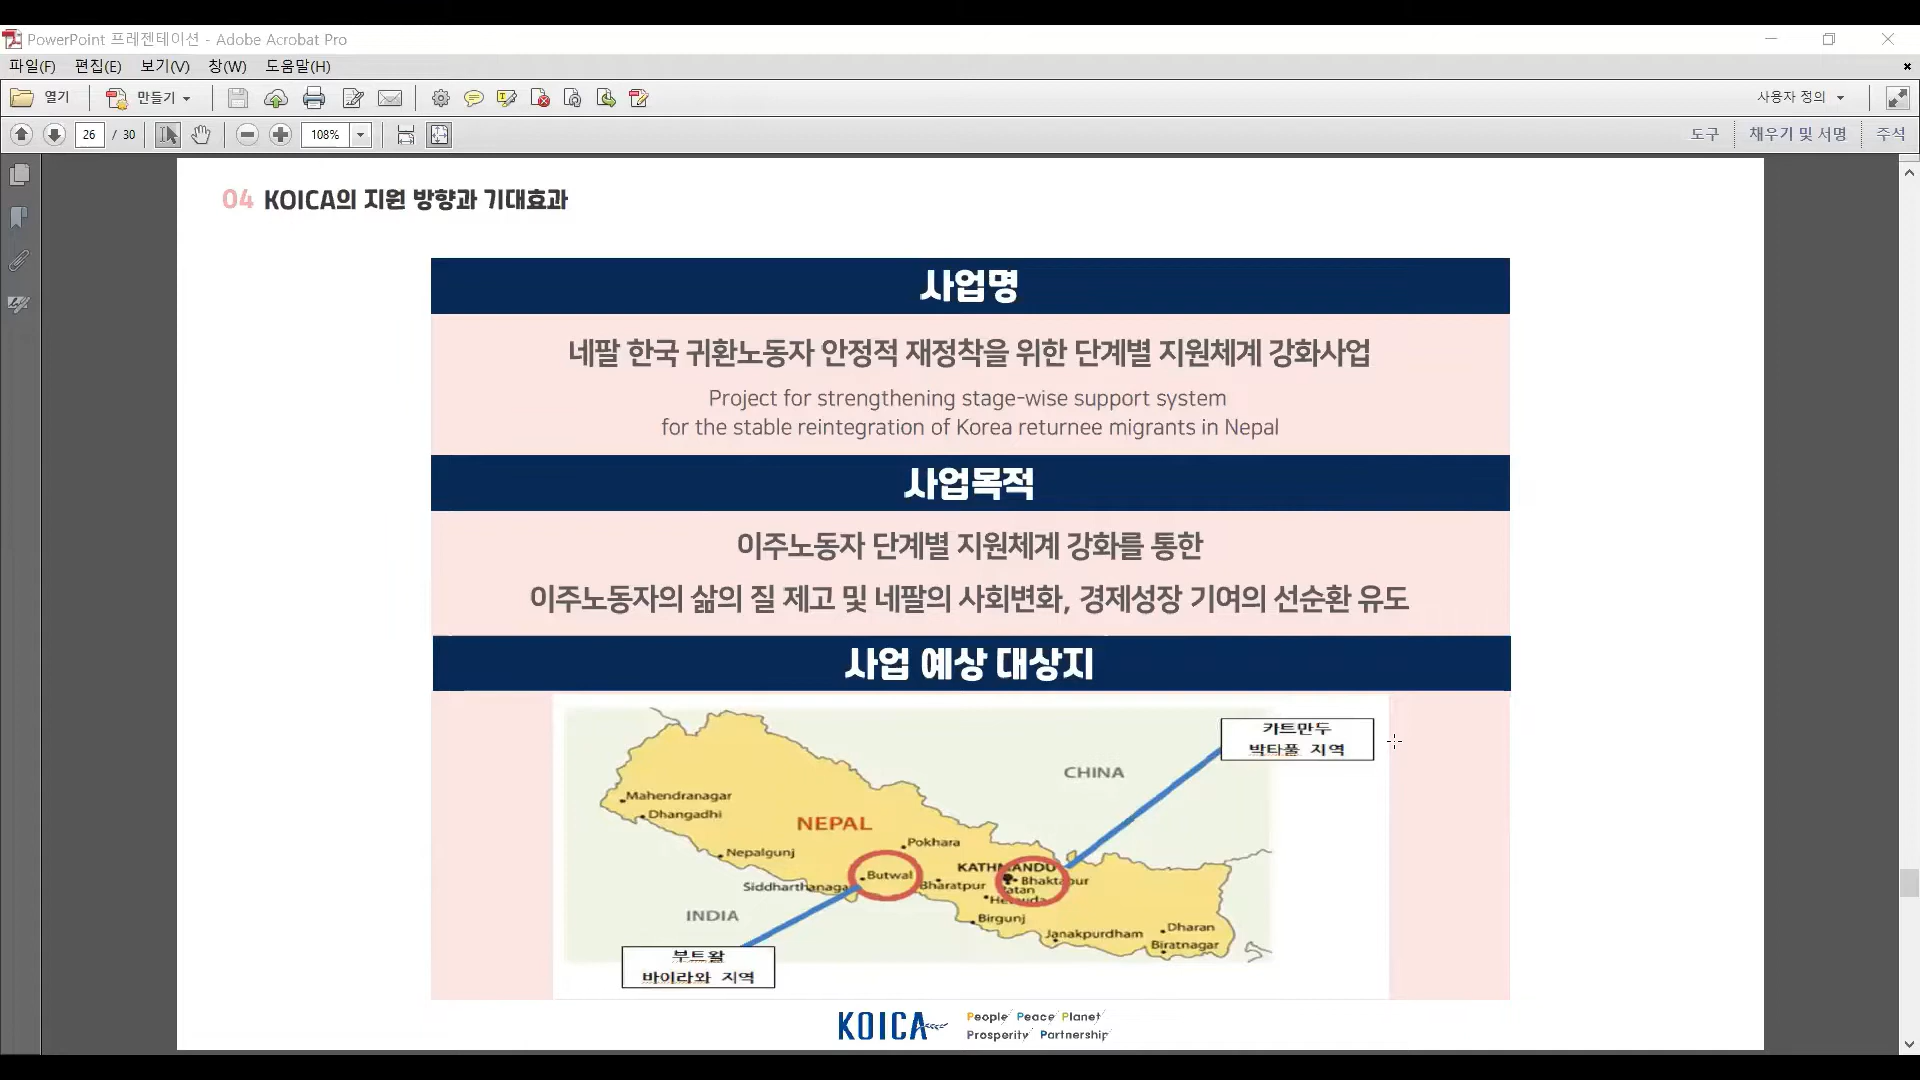 PowerPoint 프레젠테이션 - Adobe Acrobat Pro
파일(F) 편집(E) 보기(V) 창(W) 도움말(H)
열기 만들기 사용자 정의
26 / 30 108% 도구 채우기 및 서명 주석
04 KOICA의 지원 방향과 기대효과
사업명
네팔 한국 귀환노동자 안정적 재정착을 위한 단계별 지원체계 강화사업
Project for strengthening stage-wise support system
for the stable reintegration of Korea returnee migrants in Nepal
사업목적
이주노동자 단계별 지원체계 강화를 통한
이주노동자의 삶의 질 제고 및 네팔의 사회변화, 경제성장 기여의 선순환 유도
사업 예상 대상지
카트만두
박타풀 지역
CHINA
Mahendranagar
Dhangadhi
NEPAL
Pokhara
Nepalgunj
KATHMANDU
Butwal
Bhaktapur
Siddharthanaga
Bharatpur
Patan
Hetauda
INDIA
Birgunj
Janakpurdham
Dharan
Biratnagar
부트왈
바이라와 지역
KOICA
People Peace Planet
Prosperity Partnership